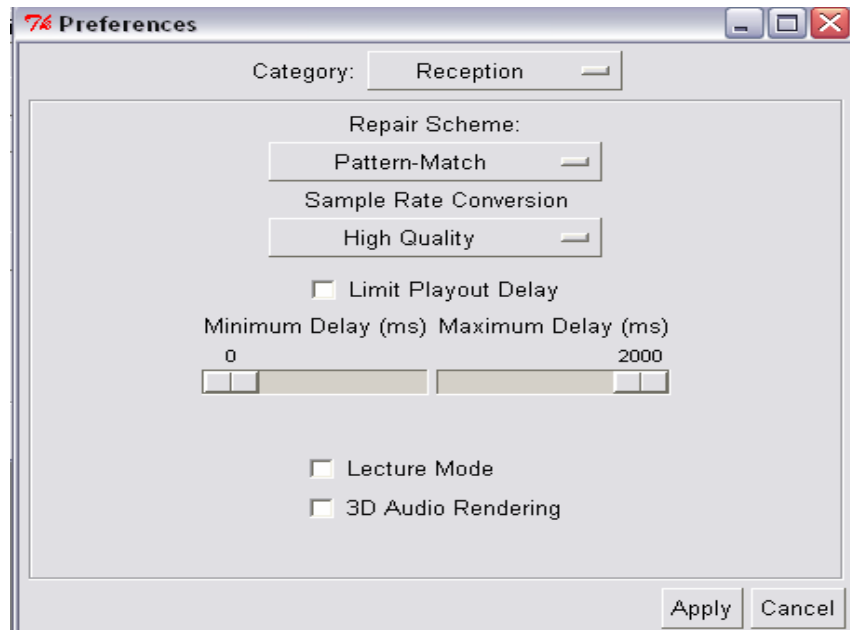 Preferences
Category: Reception
Repair Scheme:
Pattern-Match
Sample Rate Conversion
High Quality
Limit Playout Delay
Minimum Delay (ms) Maximum Delay (ms)
0 2000
Lecture Mode
3D Audio Rendering
Apply Cancel